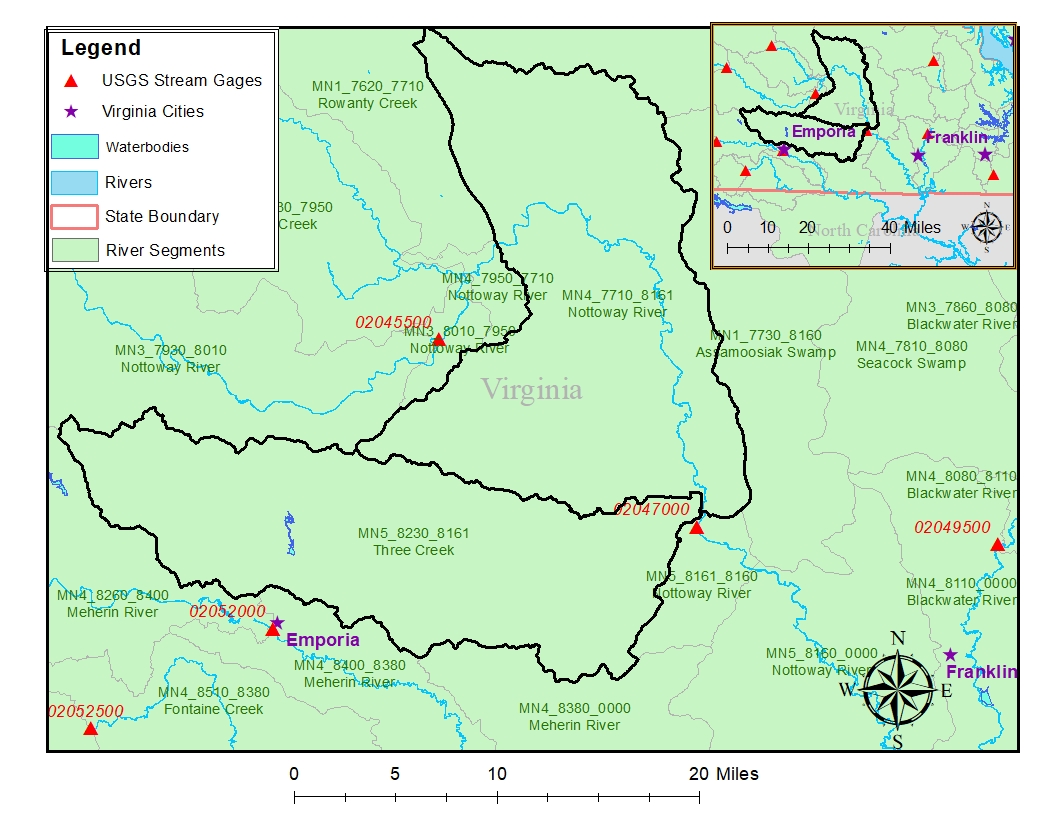 Legend
USGS Stream Gages
Virginia Cities
Waterbodies
Rivers
State Boundary
River Segments
MN1_7620_7710
Rowanty Creek
30_7950
Creek
MN4_7950_7710
Nottoway River
MN4_7710_8161
Nottoway River
02045500
MN3_8010_7950
Nottoway River
MN3_7930_8010
Nottoway River
MN1_7730_8160
Assamoosiak Swamp
MN3_7860_8080
Blackwater River
MN4_7810_8080
Seacock Swamp
Virginia
MN4_8080_8110
Blackwater River
02047000
02049500
MN5_8230_8161
Three Creek
MN5_8161_8160
Nottoway River
MN4_8110_0000
Blackwater River
MN4_8260_8400
Meherin River
02052000
Emporia
MN4_8400_8380
Meherin River
MN5_8160_0000
Nottoway River
Franklin
MN4_8510_8380
Fontaine Creek
02052500
MN4_8380_0000
Meherin River
N
W
E
S
0 5 10 20 Miles
Virginia
Emporia
Franklin
0 10 20 40 Miles
North Caro
N
W
E
S